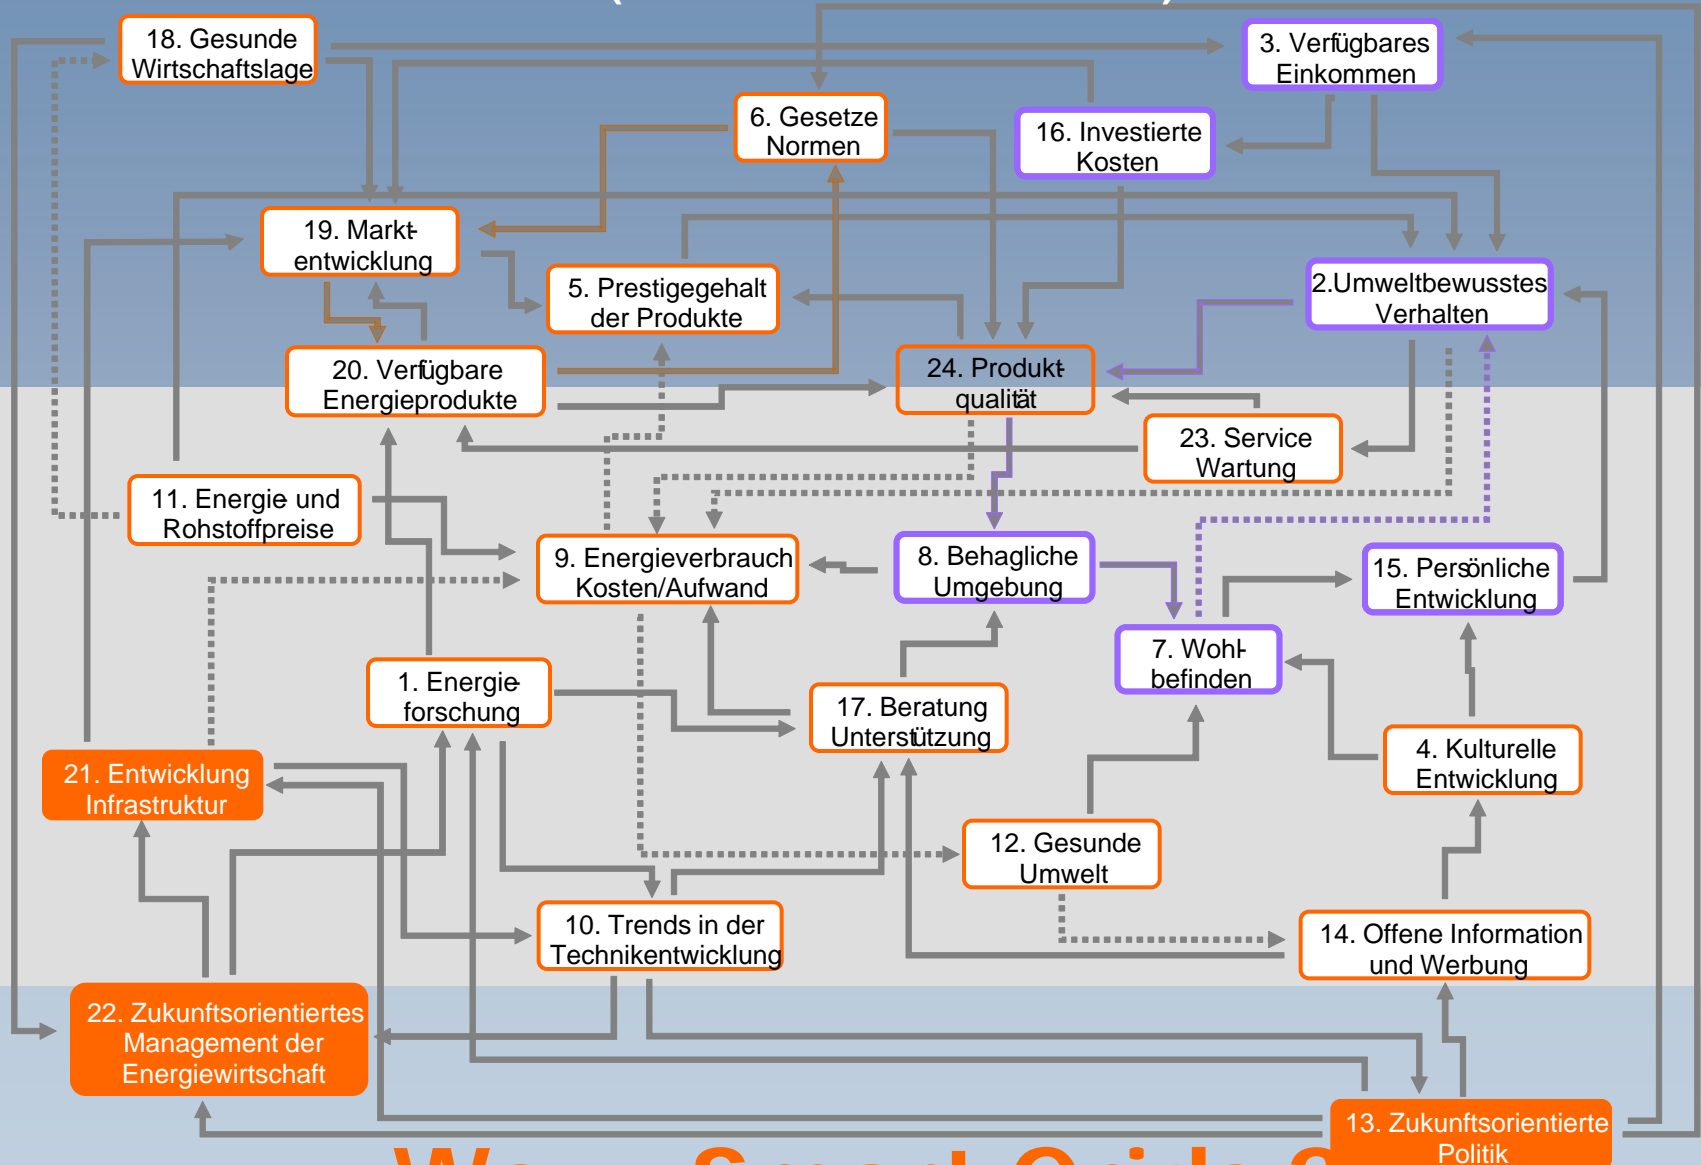 18. Gesunde
Wirtschaftslage
3. Verfügbares
Einkommen
6. Gesetze
Normen
16. Investierte
Kosten
19. Markt-
entwicklung
5. Prestigegehalt
der Produkte
2.Umweltbewusstes
Verhalten
20. Verfügbare
Energieprodukte
24. Produkt-
qualität
23. Service
Wartung
11. Energie- und
Rohstoffpreise
9. Energieverbrauch
Kosten/Aufwand
8. Behagliche
Umgebung
15. Persönliche
Entwicklung
7. Wohl-
befinden
1. Energie-
forschung
17. Beratung
Unterstützung
4. Kulturelle
Entwicklung
21. Entwicklung
Infrastruktur
12. Gesunde
Umwelt
10. Trends in der
Technikentwicklung
14. Offene Information
und Werbung
22. Zukunftsorientiertes
Management der
Energiewirtschaft
13. Zukunftsorientierte
Politik
Smart Grids